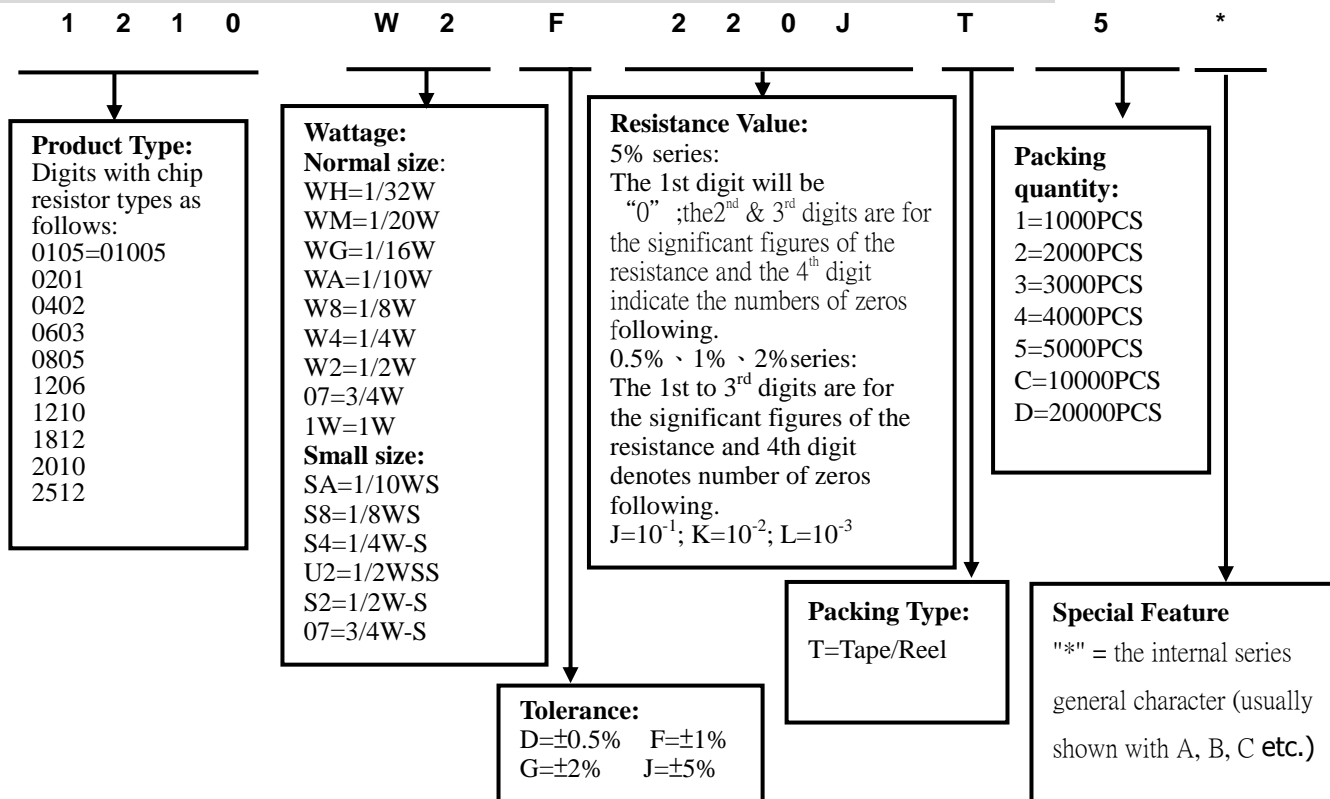 1 2 1 0 W 2 F 2 2 0 J T 5 *
Product Type:
Digits with chip
resistor types as
follows:
0105=01005
0201
0402
0603
0805
1206
1210
1812
2010
2512
Wattage:
Normal size:
WH=1/32W
WM=1/20W
WG=1/16W
WA=1/10W
W8=1/8W
W4=1/4W
W2=1/2W
07=3/4W
1W=1W
Small size:
SA=1/10WS
S8=1/8WS
S4=1/4W-S
U2=1/2WSS
S2=1/2W-S
07=3/4W-S
Tolerance:
D=±0.5% F=±1%
G=±2% J=±5%
Resistance Value:
5% series:
The 1st digit will be
“0” ;the2nd & 3rd digits are for
the significant figures of the
resistance and the 4th digit
indicate the numbers of zeros
following.
0.5%、1%、2%series:
The 1st to 3rd digits are for
the significant figures of the
resistance and 4th digit
denotes number of zeros
following.
J=10-1; K=10-2; L=10-3
Packing Type:
T=Tape/Reel
Packing
quantity:
1=1000PCS
2=2000PCS
3=3000PCS
4=4000PCS
5=5000PCS
C=10000PCS
D=20000PCS
Special Feature
"*" = the internal series
general character (usually
shown with A, B, C etc.)